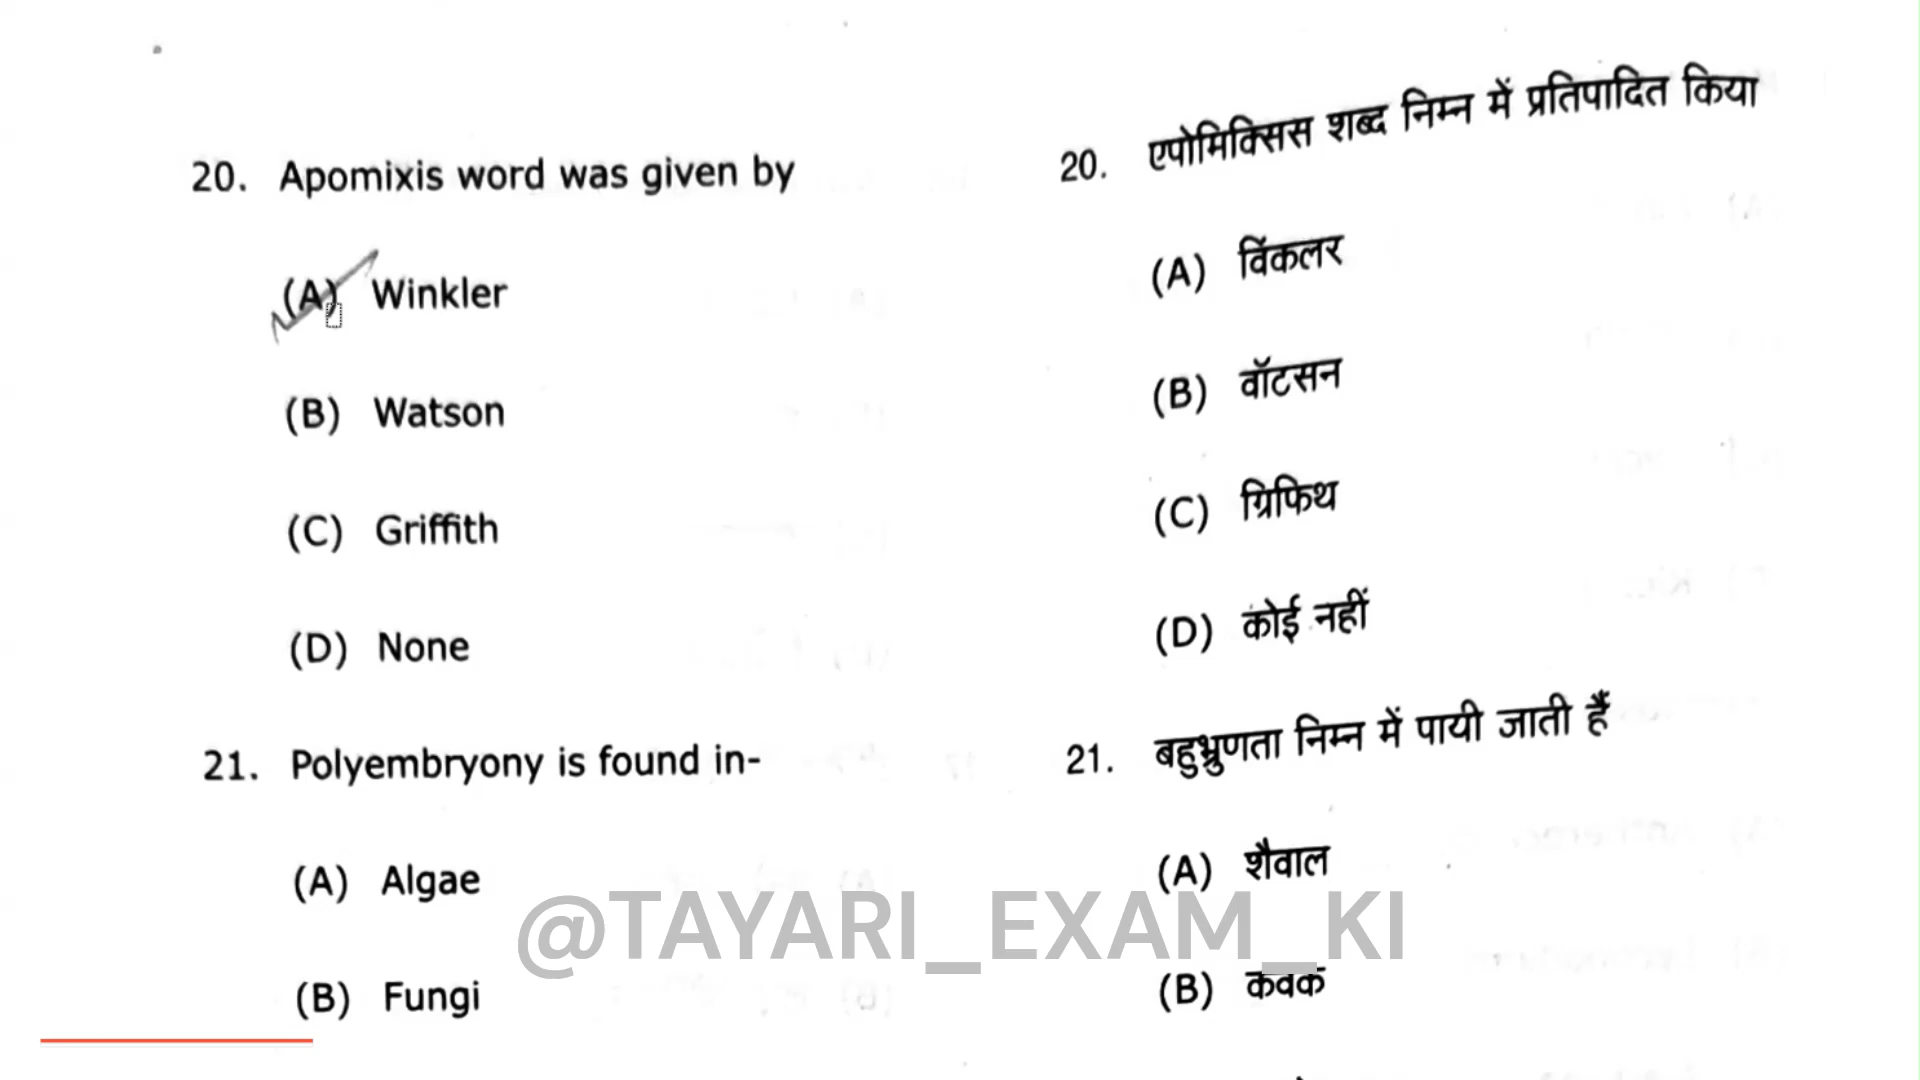 20. Apomixis word was given by
(A) Winkler
(B) Watson
(C) Griffith
(D) None
21. Polyembryony is found in-
(A) Algae
(B) Fungi
20. एपोमिक्सिस शब्द निम्न में प्रतिपादित किया
(A) विंकलर
(B) वॉटसन
(C) ग्रिफिथ
(D) कोई नहीं
21. बहुभ्रुणता निम्न में पायी जाती हैं
(A) शैवाल
(B) कवक
@TAYARI_EXAM_KI